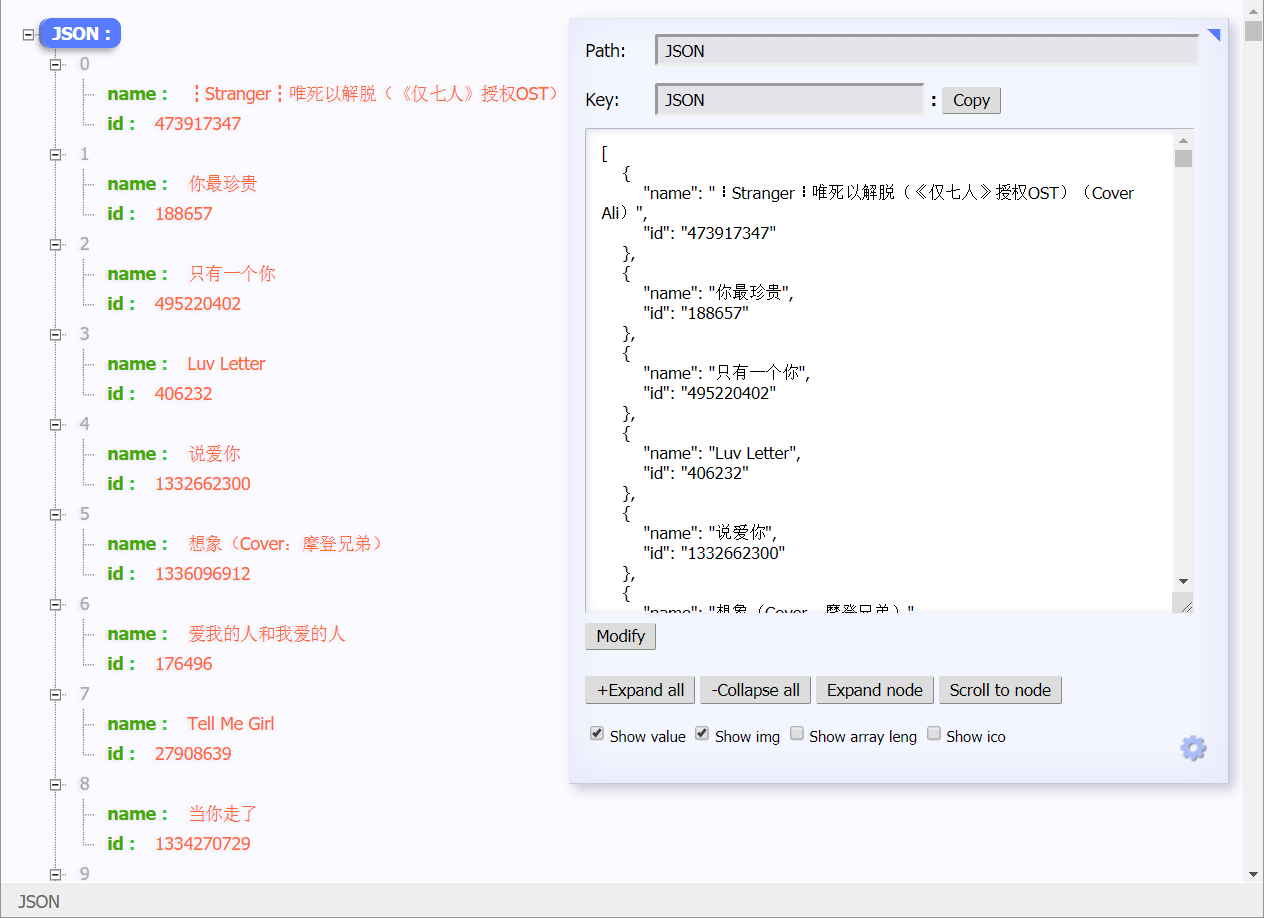 JSON :
0
name : ┇Stranger┇唯死以解脱（《仅七人》授权OST）
id : 473917347
1
name : 你最珍贵
id : 188657
2
name : 只有一个你
id : 495220402
3
name : Luv Letter
id : 406232
4
name : 说爱你
id : 1332662300
5
name : 想象（Cover：摩登兄弟）
id : 1336096912
6
name : 爱我的人和我爱的人
id : 176496
7
name : Tell Me Girl
id : 27908639
8
name : 当你走了
id : 1334270729
9
JSON
Path: JSON
Key: JSON : Copy
[
{
"name": "┇Stranger┇唯死以解脱（《仅七人》授权OST）（Cover
Ali）",
"id": "473917347"
},
{
"name": "你最珍贵",
"id": "188657"
},
{
"name": "只有一个你",
"id": "495220402"
},
{
"name": "Luv Letter",
"id": "406232"
},
{
"name": "说爱你",
"id": "1332662300"
},
{
"name": "想象（Cover：摩登兄弟）"
Modify
+Expand all -Collapse all Expand node Scroll to node
Show value Show img Show array leng Show ico